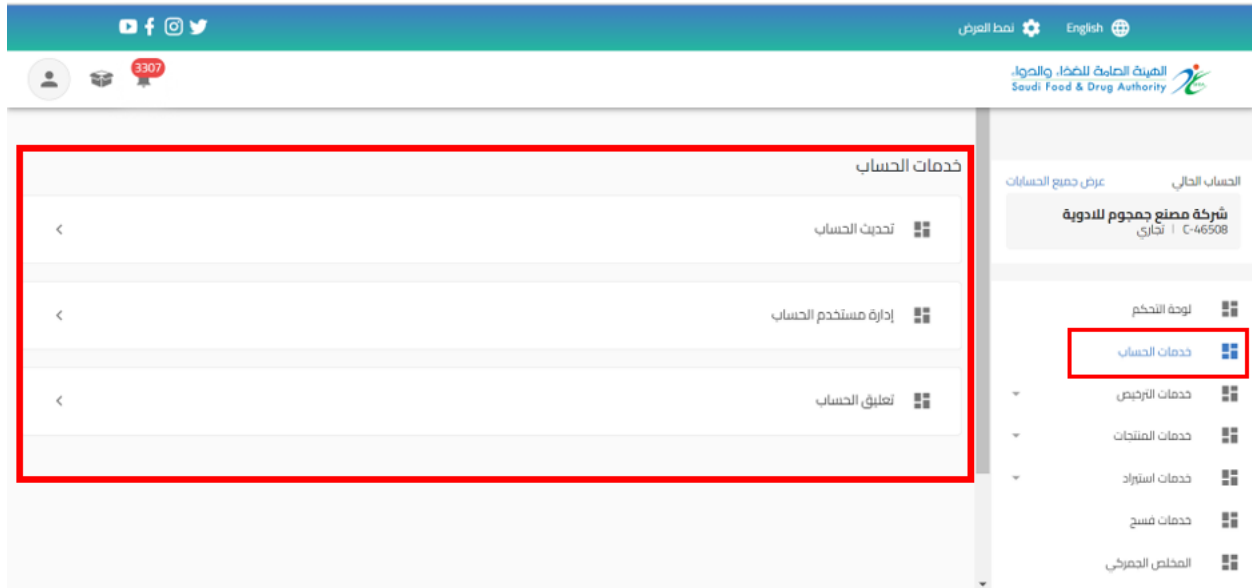 English نمط العرض
3307
الهيئة العامة للغذاء والدواء
Saudi Food & Drug Authority
الحساب الحالي عرض جميع الحسابات
شركة مصنع جمجوم للادوية
C-46508 | تجاري
لوحة التحكم
خدمات الحساب
خدمات الترخيص
خدمات المنتجات
خدمات استيراد
خدمات فسح
المخلص الجمركي
خدمات الحساب
تحديث الحساب
إدارة مستخدم الحساب
تعليق الحساب